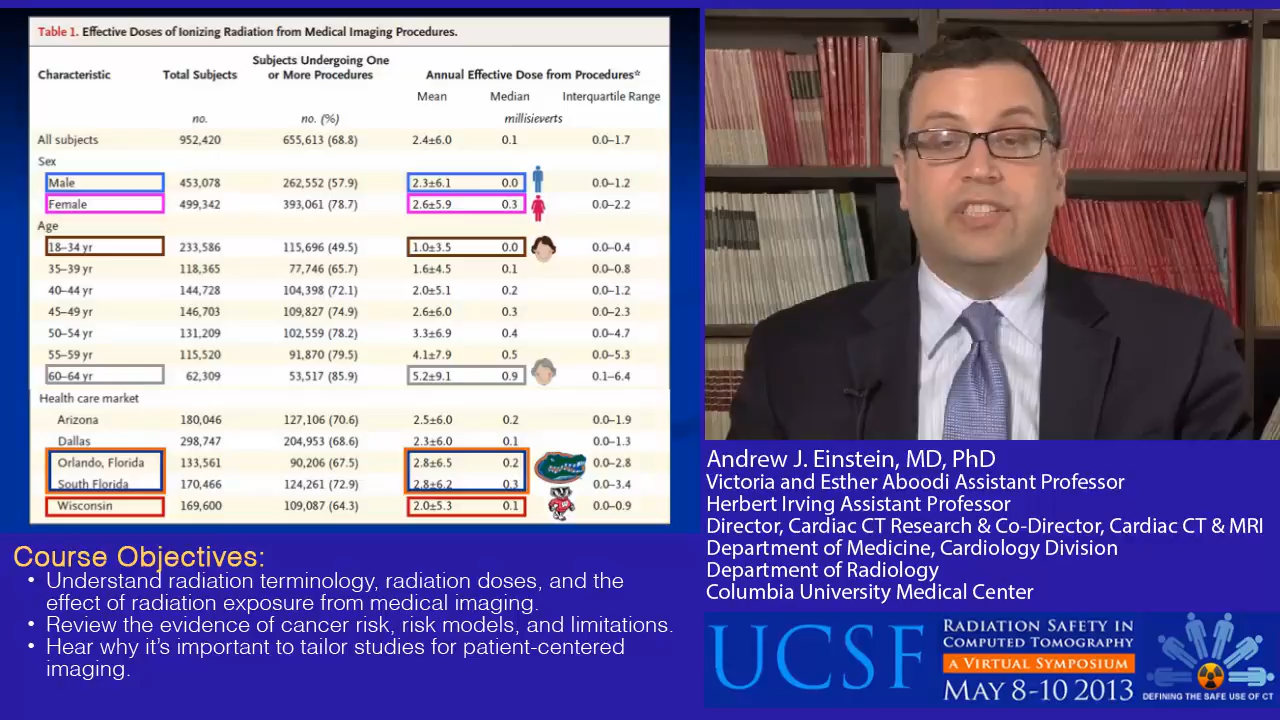 Table 1. Effective Doses of Ionizing Radiation from Medical Imaging Procedures.
Characteristic Total Subjects Subjects Undergoing One or More Procedures Annual Effective Dose from Procedures*
Mean Median Interquartile Range
no. no. (%) millisieverts
All subjects 952,420 655,613 (68.8) 2.4±6.0 0.1 0.0–1.7
Sex
Male 453,078 262,552 (57.9) 2.3±6.1 0.0 0.0–1.2
Female 499,342 393,061 (78.7) 2.6±5.9 0.3 0.0–2.2
Age
18–34 yr 233,586 115,696 (49.5) 1.0±3.5 0.0 0.0–0.4
35–39 yr 118,365 77,746 (65.7) 1.6±4.5 0.1 0.0–0.8
40–44 yr 144,728 104,398 (72.1) 2.0±5.1 0.2 0.0–1.2
45–49 yr 146,703 109,827 (74.9) 2.6±6.0 0.3 0.0–2.3
50–54 yr 131,209 102,559 (78.2) 3.3±6.9 0.4 0.0–4.7
55–59 yr 115,520 91,870 (79.5) 4.1±7.9 0.5 0.0–5.3
60–64 yr 62,309 53,517 (85.9) 5.2±9.1 0.9 0.1–6.4
Health care market
Arizona 180,046 127,106 (70.6) 2.5±6.0 0.2 0.0–1.9
Dallas 298,747 204,953 (68.6) 2.3±6.0 0.1 0.0–1.3
Orlando, Florida 133,561 90,206 (67.5) 2.8±6.5 0.2 0.0–2.8
South Florida 170,466 124,261 (72.9) 2.8±6.2 0.3 0.0–3.4
Wisconsin 169,600 109,087 (64.3) 2.0±5.3 0.1 0.0–0.9
Course Objectives:
• Understand radiation terminology, radiation doses, and the
effect of radiation exposure from medical imaging.
• Review the evidence of cancer risk, risk models, and limitations.
• Hear why it's important to tailor studies for patient-centered
imaging.
Andrew J. Einstein, MD, PhD
Victoria and Esther Aboodi Assistant Professor
Herbert Irving Assistant Professor
Director, Cardiac CT Research & Co-Director, Cardiac CT & MRI
Department of Medicine, Cardiology Division
Department of Radiology
Columbia University Medical Center
UCSF
RADIATION SAFETY IN
COMPUTED TOMOGRAPHY
A VIRTUAL SYMPOSIUM
MAY 8-10 2013
DEFINING THE SAFE USE OF CT